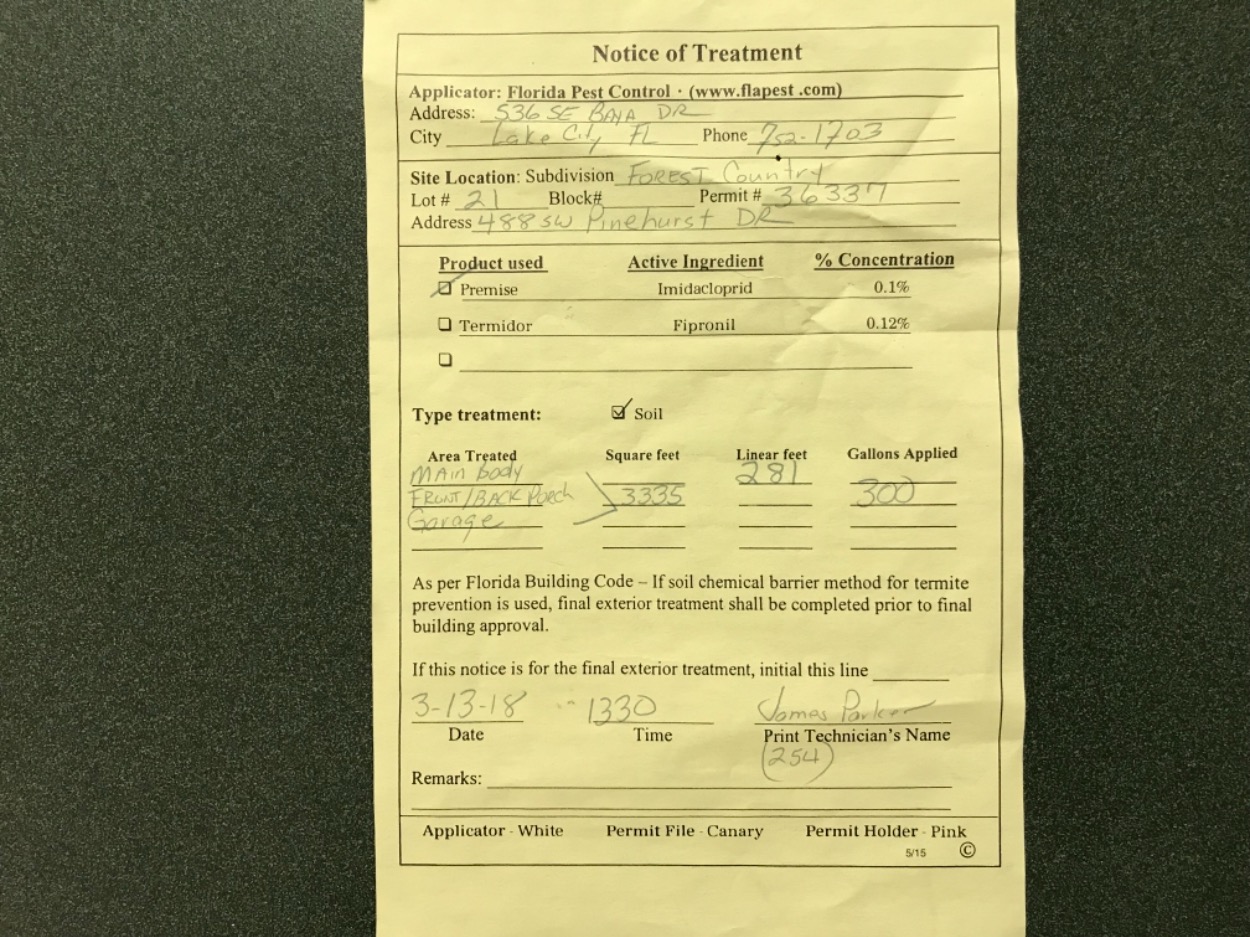 Notice of Treatment
Applicator: Florida Pest Control · (www.flapest .com)
Address: 536 SE BAYA DR
City Lake City FL Phone 752-1703
Site Location: Subdivision FOREST Country
Lot # 21 Block# Permit # 36337
Address 488 SW Pinehurst DR
Product used Active Ingredient % Concentration
☐ Premise Imidacloprid 0.1%
☐ Termidor Fipronil 0.12%
☐
Type treatment: ☑ Soil
Area Treated Square feet Linear feet Gallons Applied
MAIN Body 281
FRONT/BACK Porch 3335 300
Garage
As per Florida Building Code – If soil chemical barrier method for termite
prevention is used, final exterior treatment shall be completed prior to final
building approval.
If this notice is for the final exterior treatment, initial this line
3-13-18 1330 James Parker
Date Time Print Technician's Name
(254)
Remarks:
Applicator - White Permit File - Canary Permit Holder - Pink
5/15 ©